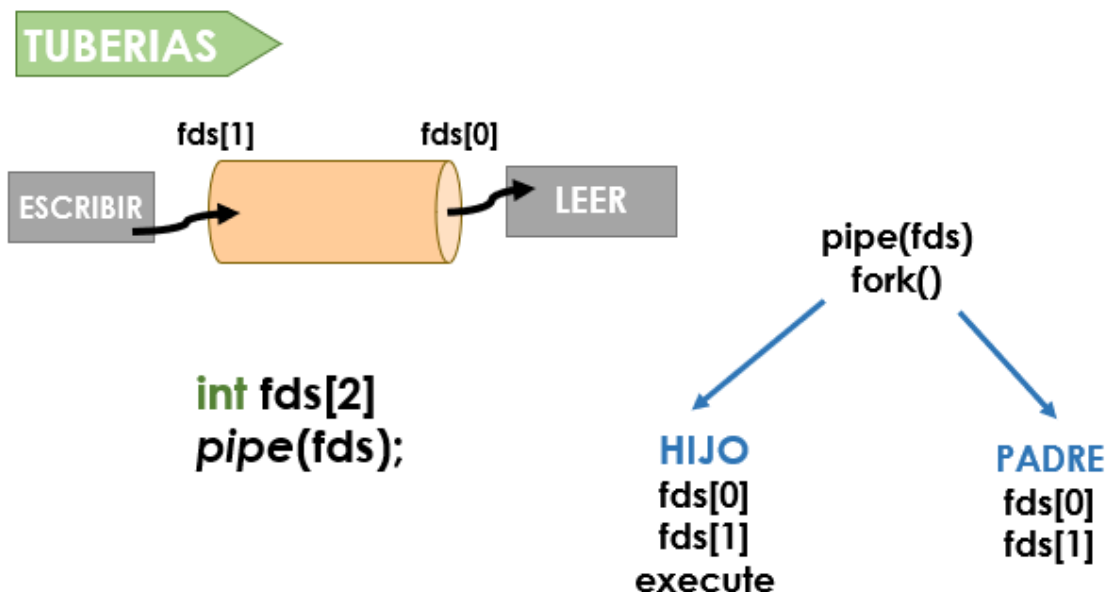 TUBERIAS
fds[1]
fds[0]
ESCRIBIR
LEER
pipe(fds)
fork()
int fds[2]
pipe(fds);
HIJO
fds[0]
fds[1]
execute
PADRE
fds[0]
fds[1]